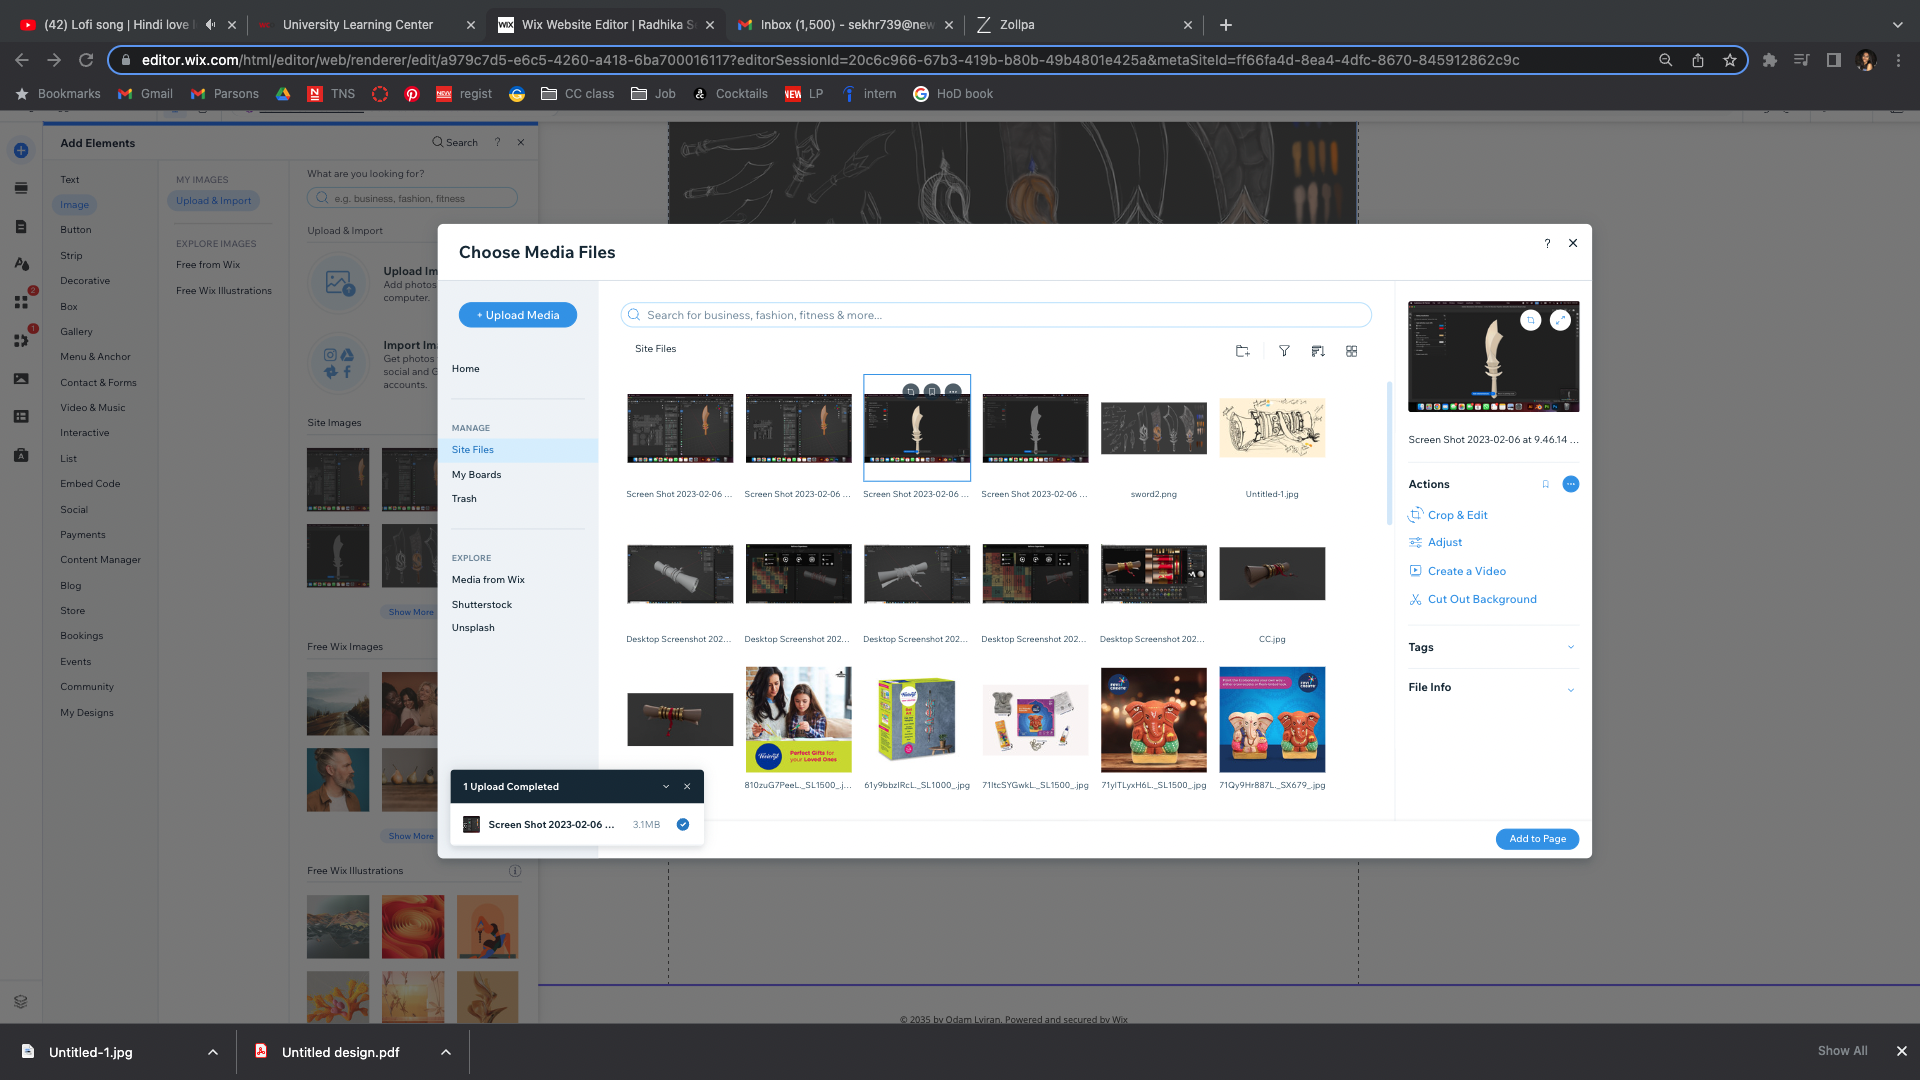 (42) Lofi song | Hindi love
University Learning Center
Wix Website Editor | Radhika S
Inbox (1,500) - sekhr739@new
Zollpa
editor.wix.com/html/editor/web/renderer/edit/a979c7d5-e6c5-4260-a418-6ba700016117?editorSessionId=20c6c966-67b3-419b-b80b-49b4801e425a&metaSiteId=ff66fa4d-8ea4-4dfc-8670-845912862c9c
Bookmarks
Gmail
Parsons
TNS
regist
CC class
Job
Cocktails
LP
intern
HoD book
Add Elements
Search
?
Text
Image
Button
Strip
Decorative
Box
Gallery
Menu & Anchor
Contact & Forms
Video & Music
Interactive
List
Embed Code
Social
Payments
Content Manager
Blog
Store
Bookings
Events
Community
My Designs
MY IMAGES
Upload & Import
EXPLORE IMAGES
Free from Wix
Free Wix Illustrations
What are you looking for?
e.g. business, fashion, fitness
Upload & Import
Upload Im
Add photos
computer.
Import Ima
Get photos
social and G
accounts.
Site Images
Show More
Free Wix Images
Show More
Free Wix Illustrations
Choose Media Files
?
+ Upload Media
Home
MANAGE
Site Files
My Boards
Trash
EXPLORE
Media from Wix
Shutterstock
Unsplash
Search for business, fashion, fitness & more...
Site Files
Screen Shot 2023-02-06 ...
Screen Shot 2023-02-06 ...
Screen Shot 2023-02-06 ...
Screen Shot 2023-02-06 ...
sword2.png
Untitled-1.jpg
Desktop Screenshot 202...
Desktop Screenshot 202...
Desktop Screenshot 202...
Desktop Screenshot 202...
Desktop Screenshot 202...
CC.jpg
Perfect Gifts for
your Loved Ones
810zuG7PeeL._SL1500_.j...
61y9bbzlRcL._SL1000_.jpg
71ltcSYGwkL._SL1500_.jpg
71ylTLyxH6L._SL1500_.jpg
71Qy9Hr887L._SX679_.jpg
1 Upload Completed
Screen Shot 2023-02-06 ...
3.1MB
Screen Shot 2023-02-06 at 9.46.14 ...
Actions
Crop & Edit
Adjust
Create a Video
Cut Out Background
Tags
File Info
Add to Page
© 2035 by Odam Lviran. Powered and secured by Wix
Untitled-1.jpg
Untitled design.pdf
Show All